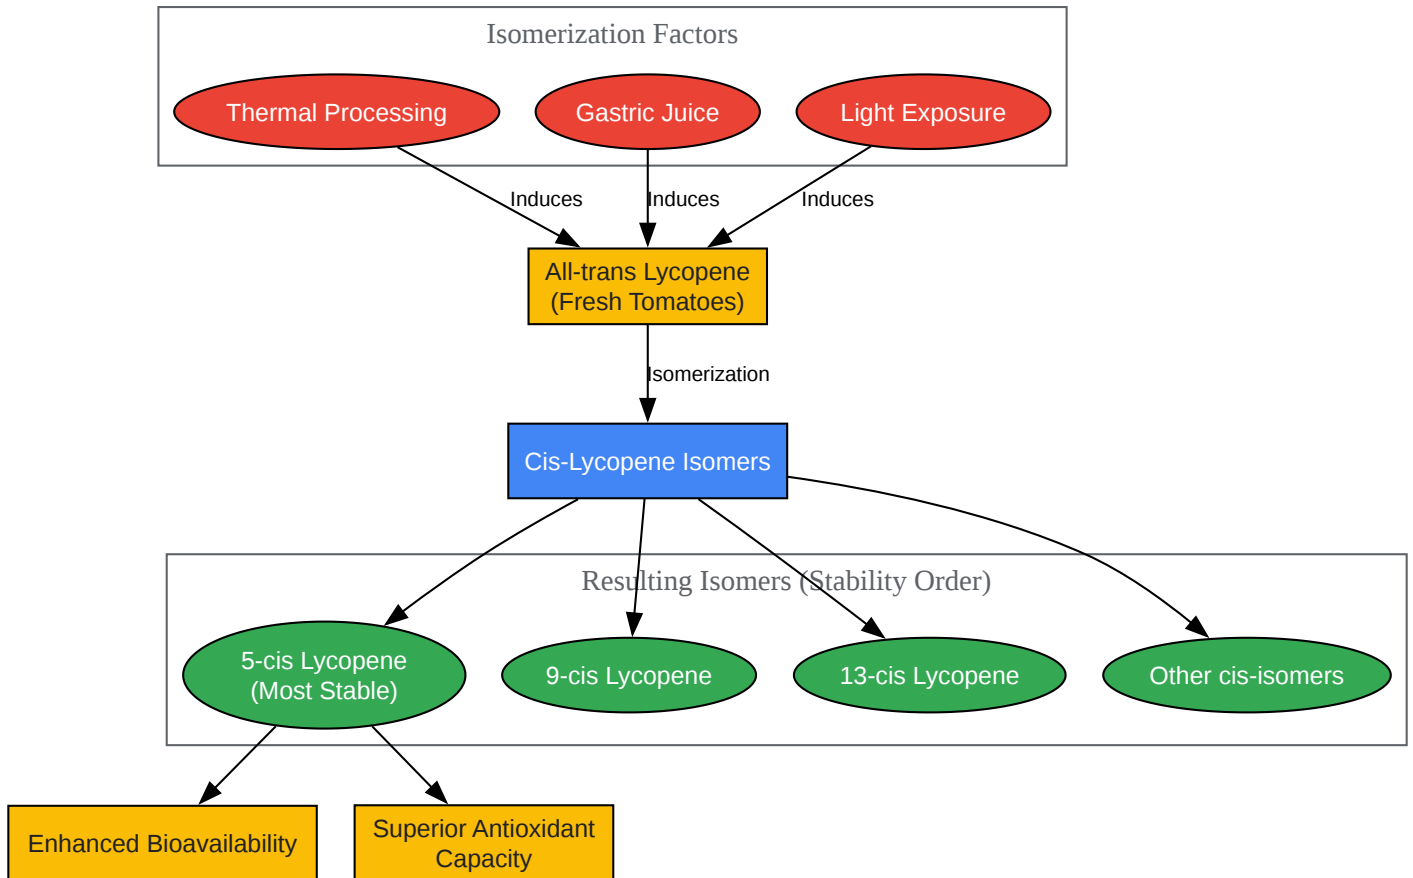 Isomerization Factors
Thermal Processing
Gastric Juice
Light Exposure
Induces
Induces
Induces
All-trans Lycopene
(Fresh Tomatoes)
Isomerization
Cis-Lycopene Isomers
Resulting Isomers (Stability Order)
5-cis Lycopene
(Most Stable)
9-cis Lycopene
13-cis Lycopene
Other cis-isomers
Enhanced Bioavailability
Superior Antioxidant
Capacity